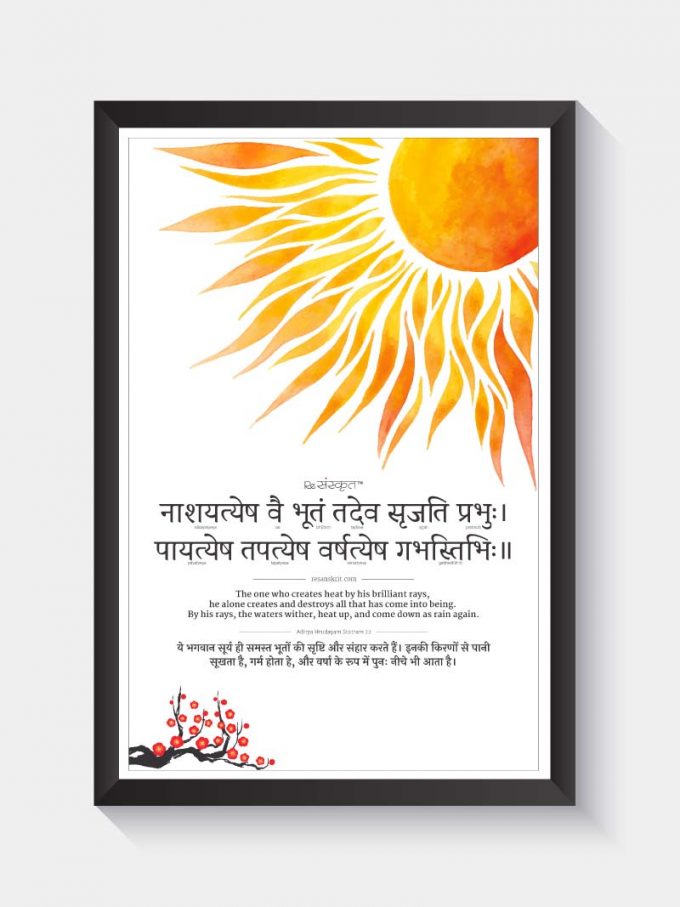 Reसंस्कृतTM
नाशयत्येष वै भूतं तदेव सृजति प्रभुः।
पायत्येष तपत्येष वर्षत्येष गभस्तिभिः॥
resanskrit.com
The one who creates heat by his brilliant rays,
he alone creates and destroys all that has come into being.
By his rays, the waters wither, heat up, and come down as rain again.
Aditya Hrudayam Stotram 22
ये भगवान सूर्य ही समस्त भूतों की सृष्टि और संहार करते हैं। इनकी किरणों से पानी
सूखता है, गर्म होता हे, और वर्षा के रूप में पुनः नीचे भी आता है।